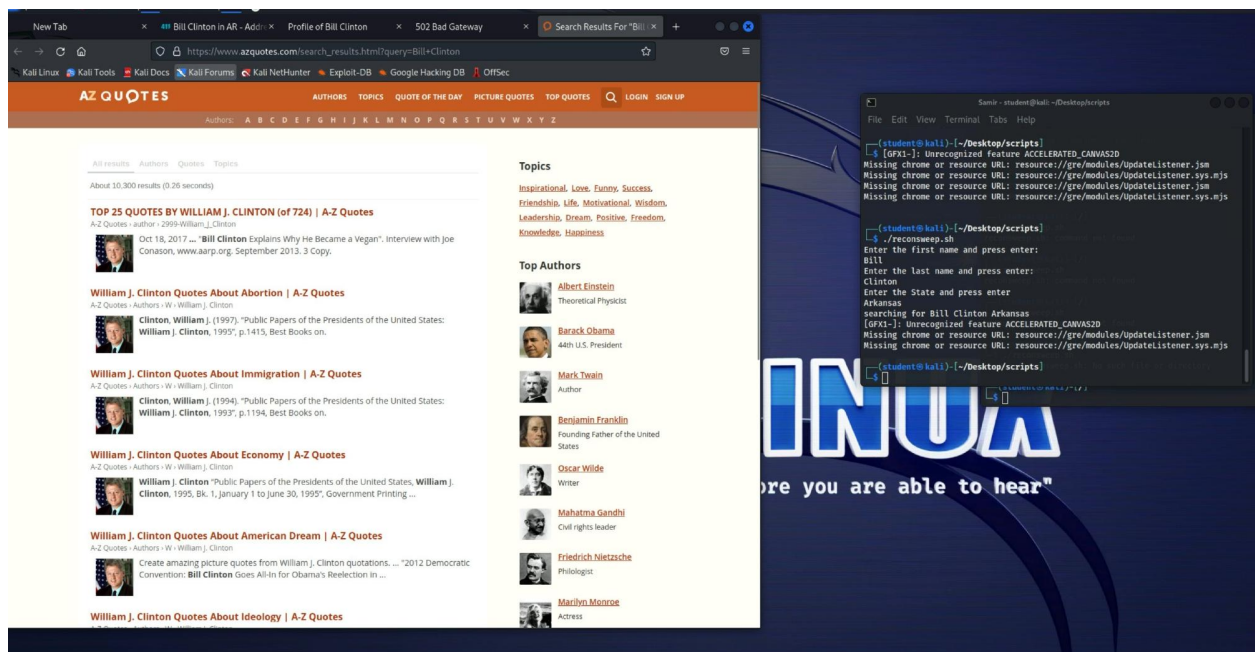 New Tab
411 Bill Clinton in AR - Addre
Profile of Bill Clinton
502 Bad Gateway
Search Results For "Bill
https://www.azquotes.com/search_results.html?query=Bill+Clinton
Kali Linux Kali Tools Kali Docs Kali Forums Kali NetHunter Exploit-DB Google Hacking DB OffSec
AZ QUOTES
AUTHORS TOPICS QUOTE OF THE DAY PICTURE QUOTES TOP QUOTES LOGIN SIGN UP
Authors: A B C D E F G H I J K L M N O P Q R S T U V W X Y Z
All results Authors Quotes Topics
About 10,300 results (0.26 seconds)
TOP 25 QUOTES BY WILLIAM J. CLINTON (of 724) | A-Z Quotes
A-Z Quotes › author › 2999-William_J_Clinton
Oct 18, 2017 ... "Bill Clinton Explains Why He Became a Vegan". Interview with Joe
Conason, www.aarp.org. September 2013. 3 Copy.
William J. Clinton Quotes About Abortion | A-Z Quotes
A-Z Quotes › Authors › W › William J. Clinton
Clinton, William J. (1997). "Public Papers of the Presidents of the United States:
William J. Clinton, 1995", p.1415, Best Books on.
William J. Clinton Quotes About Immigration | A-Z Quotes
A-Z Quotes › Authors › W › William J. Clinton
Clinton, William J. (1994). "Public Papers of the Presidents of the United States:
William J. Clinton, 1993", p.1194, Best Books on.
William J. Clinton Quotes About Economy | A-Z Quotes
A-Z Quotes › Authors › W › William J. Clinton
William J. Clinton "Public Papers of the Presidents of the United States, William J.
Clinton, 1995, Bk. 1, January 1 to June 30, 1995", Government Printing ...
William J. Clinton Quotes About American Dream | A-Z Quotes
A-Z Quotes › Authors › W › William J. Clinton
Create amazing picture quotes from William J. Clinton quotations. ... "2012 Democratic
Convention: Bill Clinton Goes All-In for Obama's Reelection in ...
William J. Clinton Quotes About Ideology | A-Z Quotes
Topics
Inspirational, Love, Funny, Success,
Friendship, Life, Motivational, Wisdom,
Leadership, Dream, Positive, Freedom,
Knowledge, Happiness
Top Authors
Albert Einstein
Theoretical Physicist
Barack Obama
44th U.S. President
Mark Twain
Author
Benjamin Franklin
Founding Father of the United
States
Oscar Wilde
Writer
Mahatma Gandhi
Civil rights leader
Friedrich Nietzsche
Philologist
Marilyn Monroe
Actress
Samir - student@kali: ~/Desktop/scripts
File Edit View Terminal Tabs Help
(student㉿kali)-[~/Desktop/scripts]
$ [GFX1-]: Unrecognized feature ACCELERATED_CANVAS2D
Missing chrome or resource URL: resource://gre/modules/UpdateListener.jsm
Missing chrome or resource URL: resource://gre/modules/UpdateListener.sys.mjs
Missing chrome or resource URL: resource://gre/modules/UpdateListener.jsm
Missing chrome or resource URL: resource://gre/modules/UpdateListener.sys.mjs
(student㉿kali)-[~/Desktop/scripts]
$ ./reconsweep.sh
Enter the first name and press enter:
Bill
Enter the last name and press enter:
Clinton
Enter the State and press enter
Arkansas
searching for Bill Clinton Arkansas
[GFX1-]: Unrecognized feature ACCELERATED_CANVAS2D
Missing chrome or resource URL: resource://gre/modules/UpdateListener.jsm
Missing chrome or resource URL: resource://gre/modules/UpdateListener.sys.mjs
(student㉿kali)-[~/Desktop/scripts]
$
(student㉿kali)-[/]
$
INUX
ore you are able to hear"